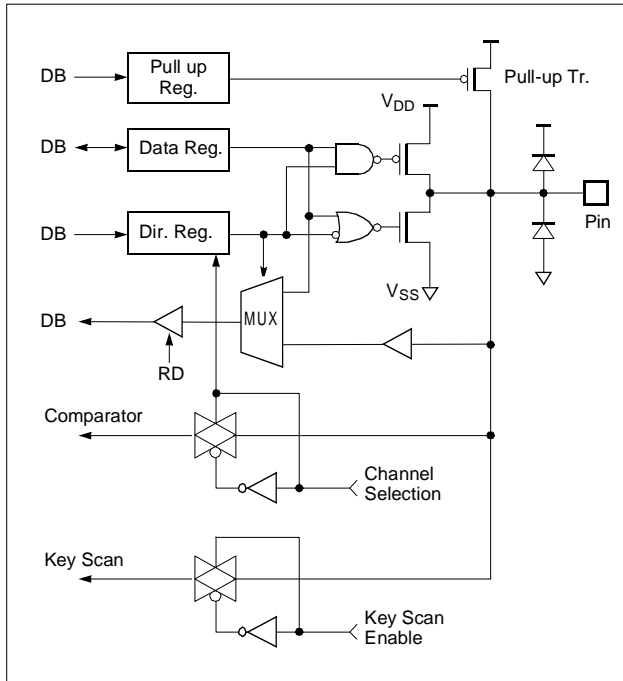 DB
Pull up
Reg.
Pull-up Tr.
VDD
DB
Data Reg.
DB
Dir. Reg.
Pin
VSS
DB
MUX
RD
Comparator
Channel
Selection
Key Scan
Key Scan
Enable